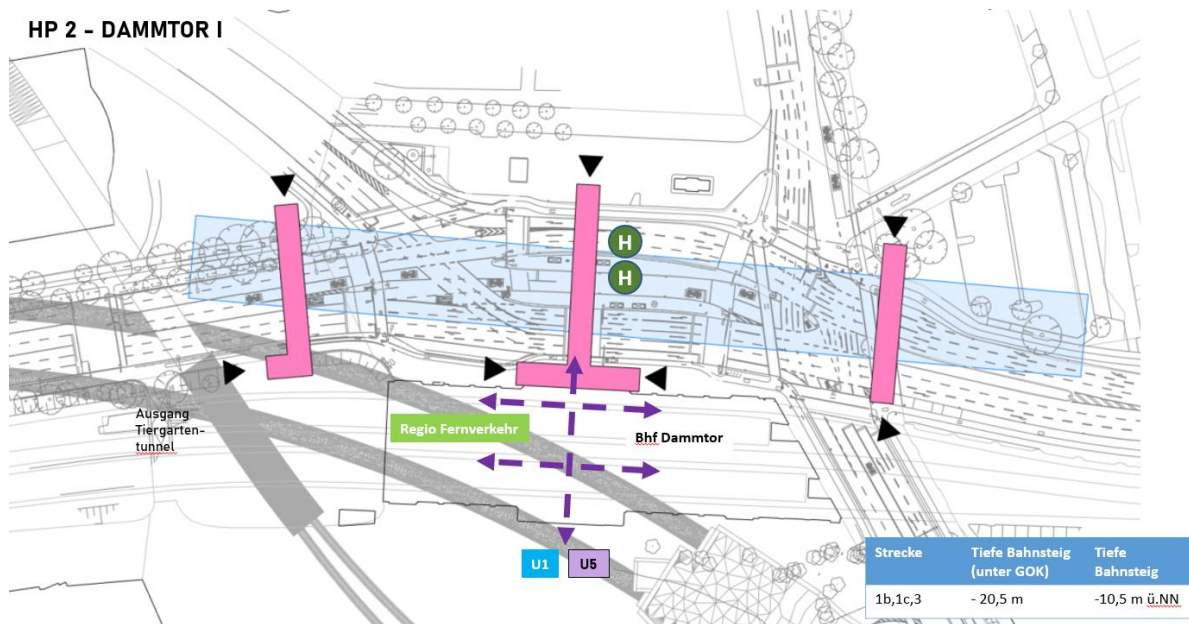 HP 2 - DAMMTOR I
H
H
Ausgang
Tiergarten-
tunnel
Regio Fernverkehr
Bhf Dammtor
U1
U5
Strecke
Tiefe Bahnsteig
(unter GOK)
Tiefe
Bahnsteig
1b,1c,3
- 20,5 m
-10,5 m ü.NN